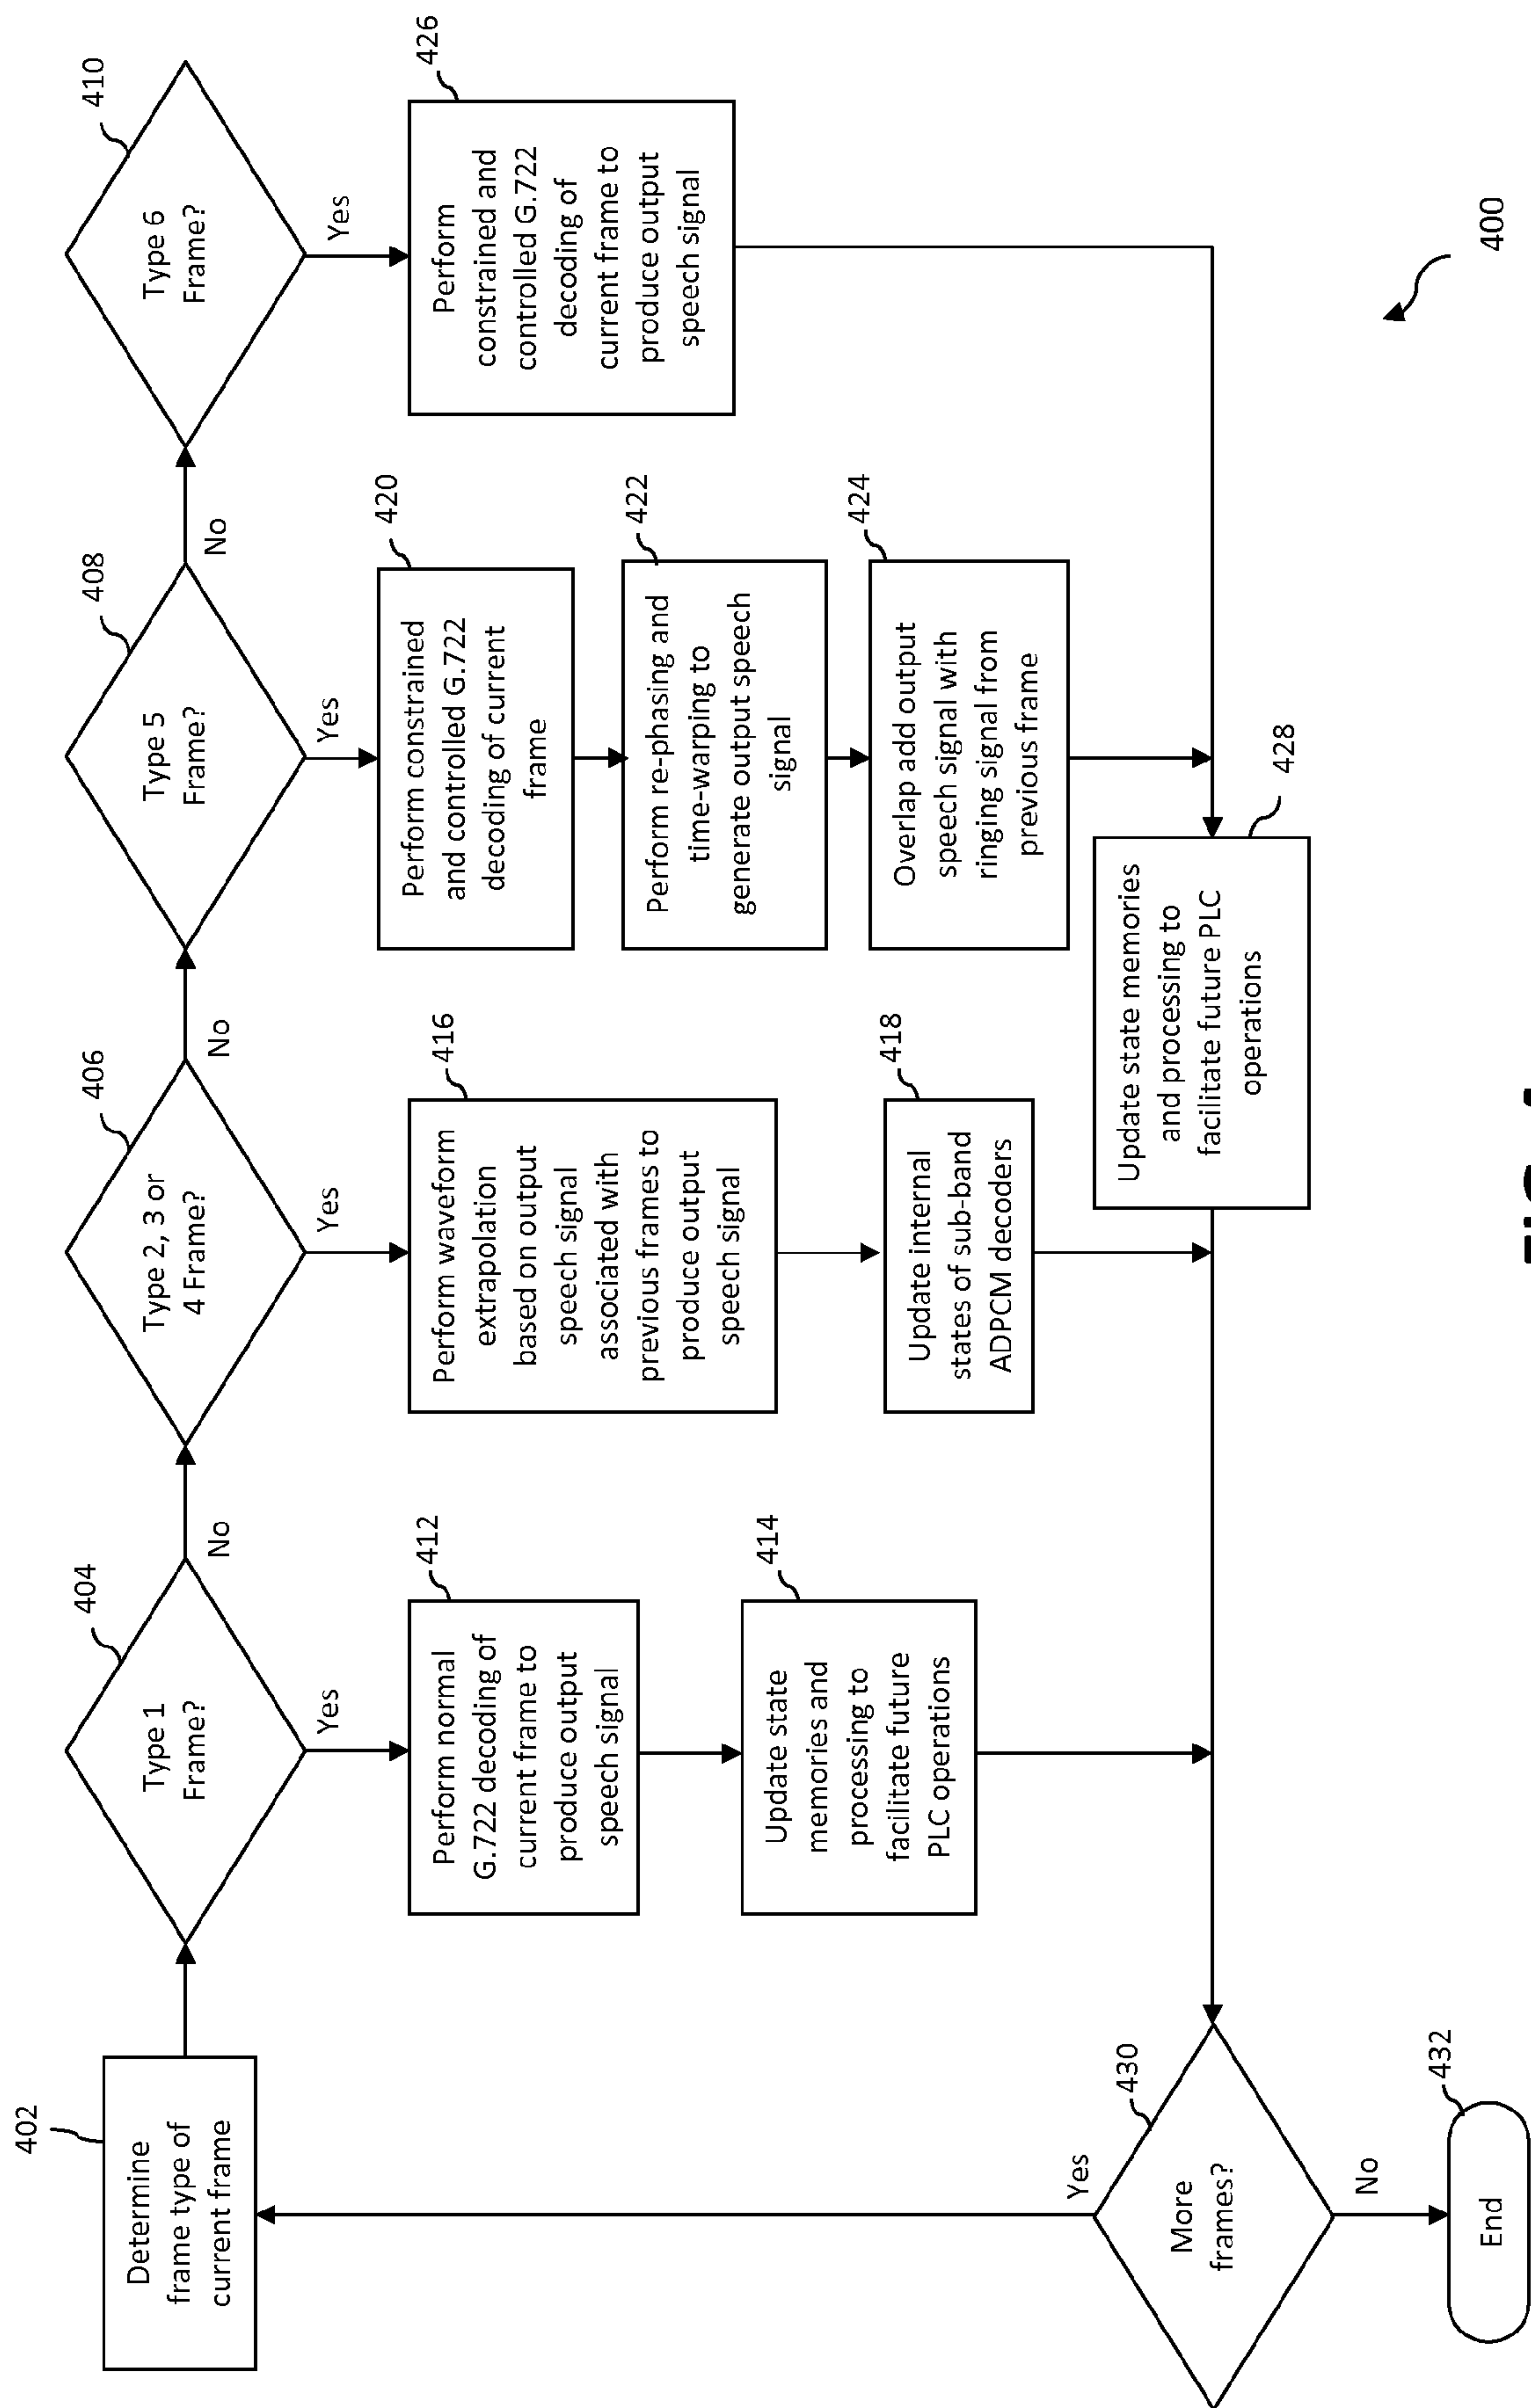 402
Determine
frame type of
current frame
404
Type 1
Frame?
No
Yes
406
Type 2, 3 or
4 Frame?
No
Yes
408
Type 5
Frame?
No
Yes
410
Type 6
Frame?
Yes
412
Perform normal
G.722 decoding of
current frame to
produce output
speech signal
414
Update state
memories and
processing to
facilitate future
PLC operations
416
Perform waveform
extrapolation
based on output
speech signal
associated with
previous frames to
produce output
speech signal
418
Update internal
states of sub-band
ADPCM decoders
420
Perform constrained
and controlled G.722
decoding of current
frame
422
Perform re-phasing and
time-warping to
generate output speech
signal
424
Overlap add output
speech signal with
ringing signal from
previous frame
426
Perform
constrained and
controlled G.722
decoding of
current frame to
produce output
speech signal
428
Update state memories
and processing to
facilitate future PLC
operations
430
More
frames?
Yes
No
432
End
400